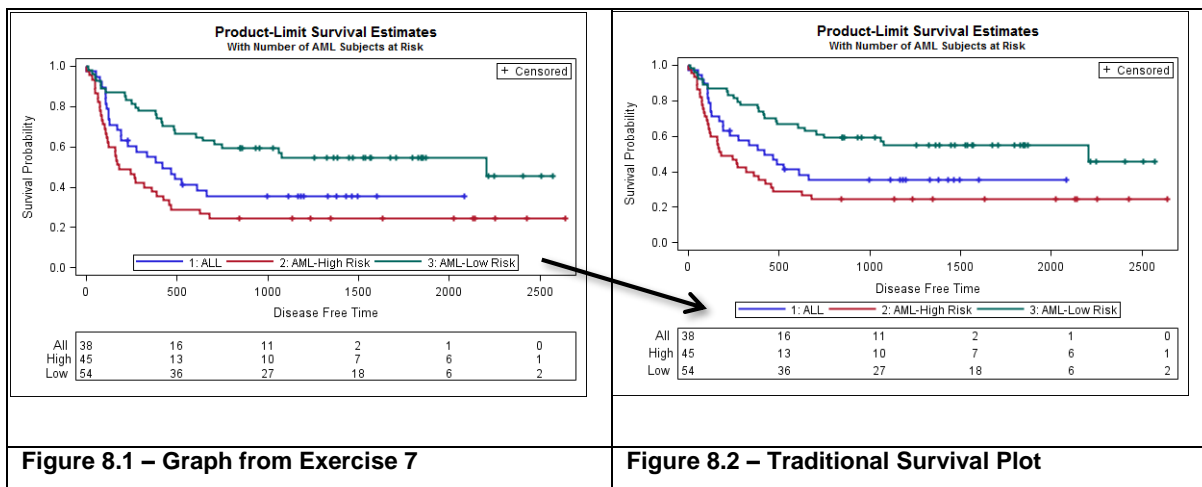 Product-Limit Survival Estimates
With Number of AML Subjects at Risk
+ Censored
1.0
0.8
0.6
0.4
0.2
0.0
Survival Probability
1: ALL 2: AML-High Risk 3: AML-Low Risk
0 500 1000 1500 2000 2500
Disease Free Time
All 38 16 11 2 1 0
High 45 13 10 7 6 1
Low 54 36 27 18 6 2
Figure 8.1 – Graph from Exercise 7
Product-Limit Survival Estimates
With Number of AML Subjects at Risk
+ Censored
1.0
0.8
0.6
0.4
0.2
0.0
Survival Probability
0 500 1000 1500 2000 2500
Disease Free Time
1: ALL 2: AML-High Risk 3: AML-Low Risk
All 38 16 11 2 1 0
High 45 13 10 7 6 1
Low 54 36 27 18 6 2
Figure 8.2 – Traditional Survival Plot